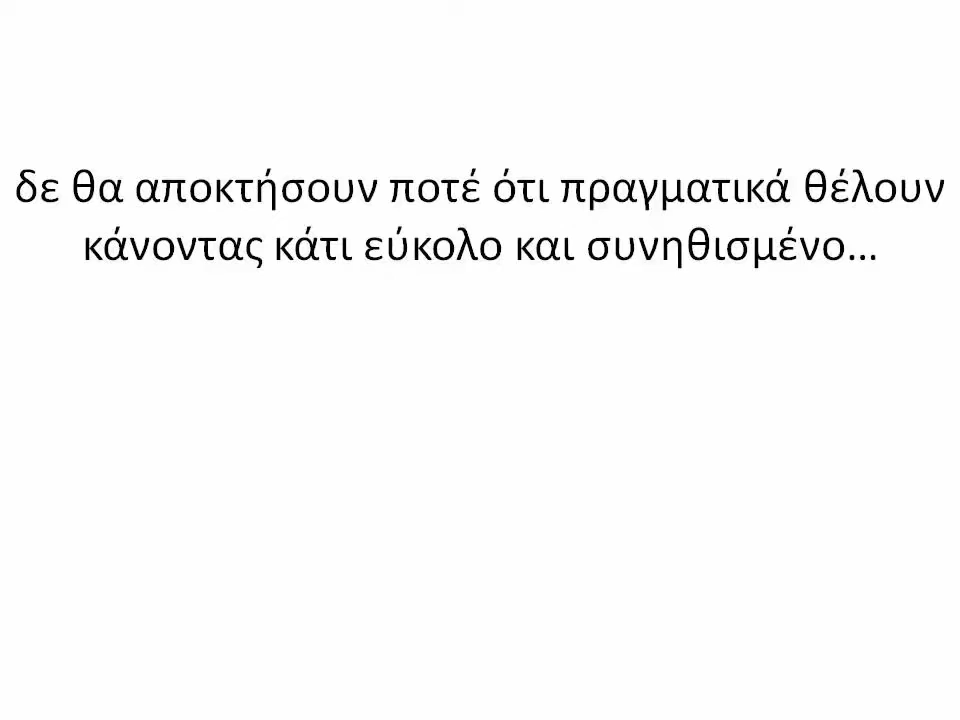 δε θα αποκτήσουν ποτέ ότι πραγματικά θέλουν
κάνοντας κάτι εύκολο και συνηθισμένο…